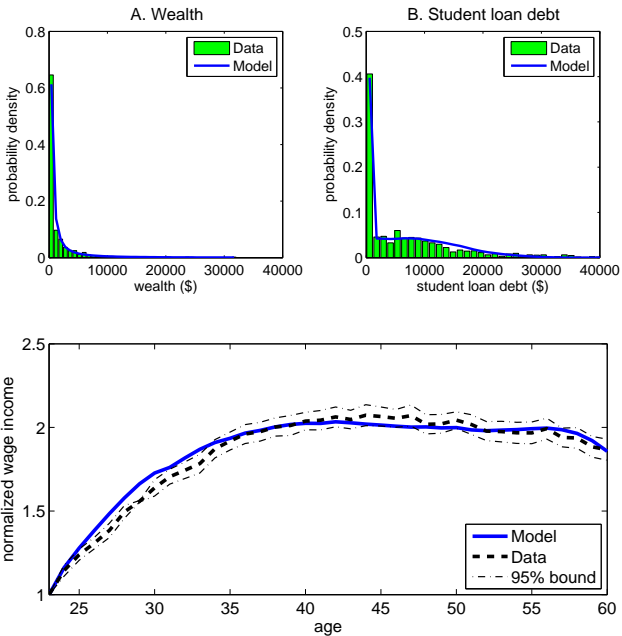 A. Wealth
0.8
0.6
0.4
0.2
0
probability density
Data
Model
0 10000 20000 30000 40000
wealth ($)
B. Student loan debt
0.5
0.4
0.3
0.2
0.1
0
probability density
Data
Model
0 10000 20000 30000 40000
student loan debt ($)
2.5
2
1.5
1
normalized wage income
Model
Data
95% bound
25 30 35 40 45 50 55 60
age